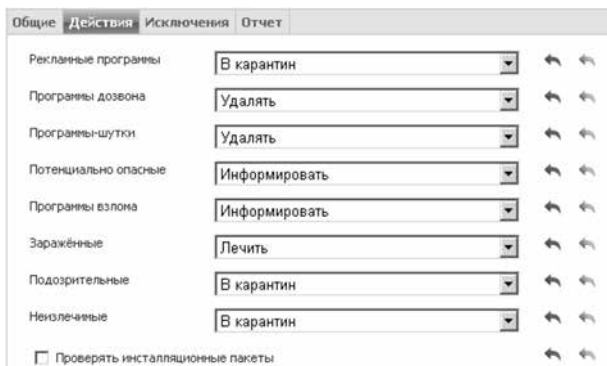 Общие Действия Исключения Отчет
Рекламные программы В карантин
Программы дозвона Удалять
Программы-шутки Удалять
Потенциально опасные Информировать
Программы взлома Информировать
Заражённые Лечить
Подозрительные В карантин
Неизлечимые В карантин
Проверять инсталляционные пакеты